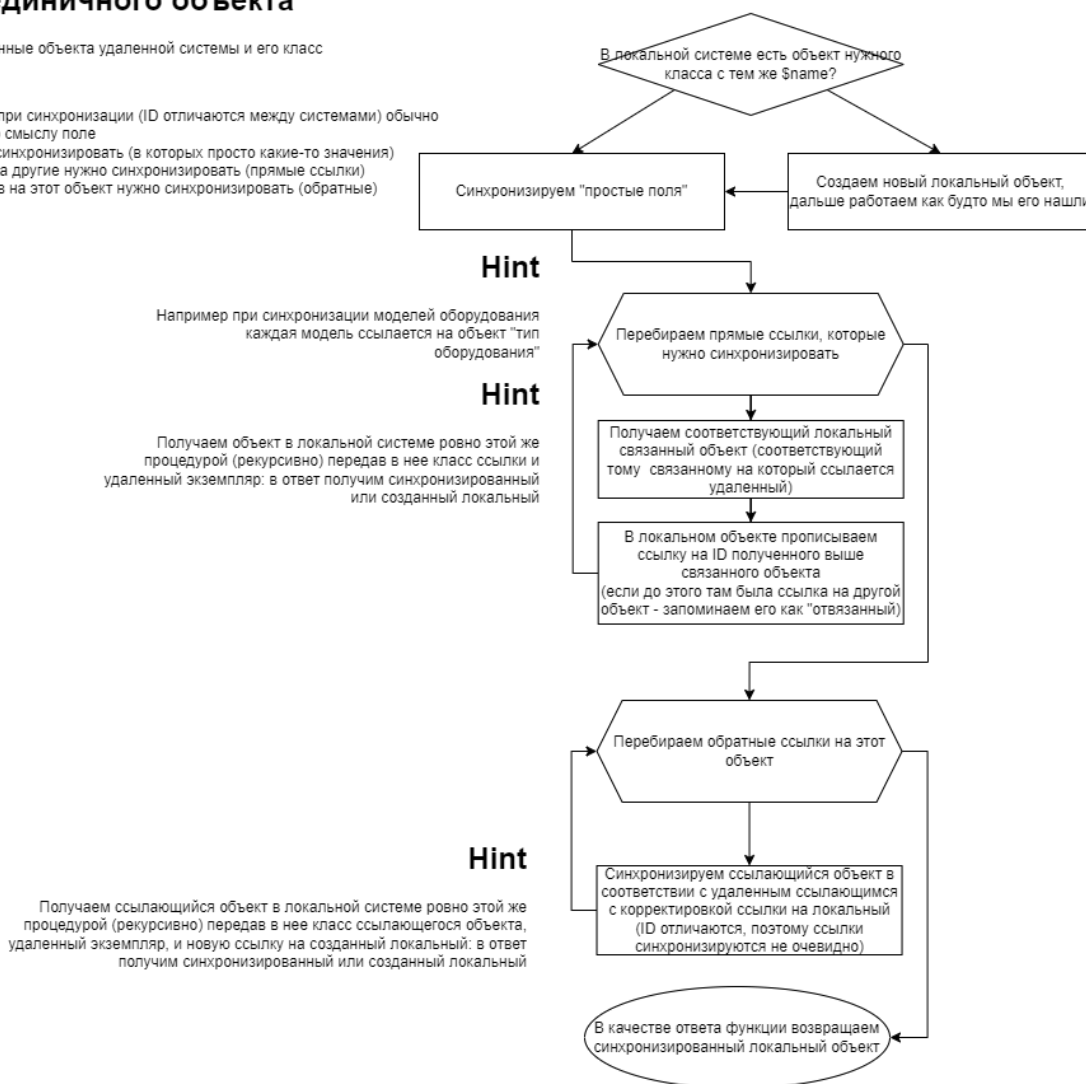 единичного объекта
нные объекта удаленной системы и его класс
В локальной системе есть объект нужного
класса с тем же $name?
при синхронизации (ID отличаются между системами) обычно
смыслу поле
синхронизировать (в которых просто какие-то значения)
а другие нужно синхронизировать (прямые ссылки)
в на этот объект нужно синхронизировать (обратные)
Синхронизируем "простые поля"
Создаем новый локальный объект,
дальше работаем как будто мы его нашли
Hint
Например при синхронизации моделей оборудования
каждая модель ссылается на объект "тип
оборудования"
Перебираем прямые ссылки, которые
нужно синхронизировать
Hint
Получаем объект в локальной системе ровно этой же
процедурой (рекурсивно) передав в нее класс ссылки и
удаленный экземпляр: в ответ получим синхронизированный
или созданный локальный
Получаем соответствующий локальный
связанный объект (соответствующий
тому связанному на который ссылается
удаленный)
В локальном объекте прописываем
ссылку на ID полученного выше
связанного объекта
(если до этого там была ссылка на другой
объект - запоминаем его как "отвязанный)
Перебираем обратные ссылки на этот
объект
Hint
Получаем ссылающийся объект в локальной системе ровно этой же
процедурой (рекурсивно) передав в нее класс ссылающегося объекта,
удаленный экземпляр, и новую ссылку на созданный локальный: в ответ
получим синхронизированный или созданный локальный
Синхронизируем ссылающийся объект в
соответствии с удаленным ссылающимся
с корректировкой ссылки на локальный
(ID отличаются, поэтому ссылки
синхронизируются не очевидно)
В качестве ответа функции возвращаем
синхронизированный локальный объект